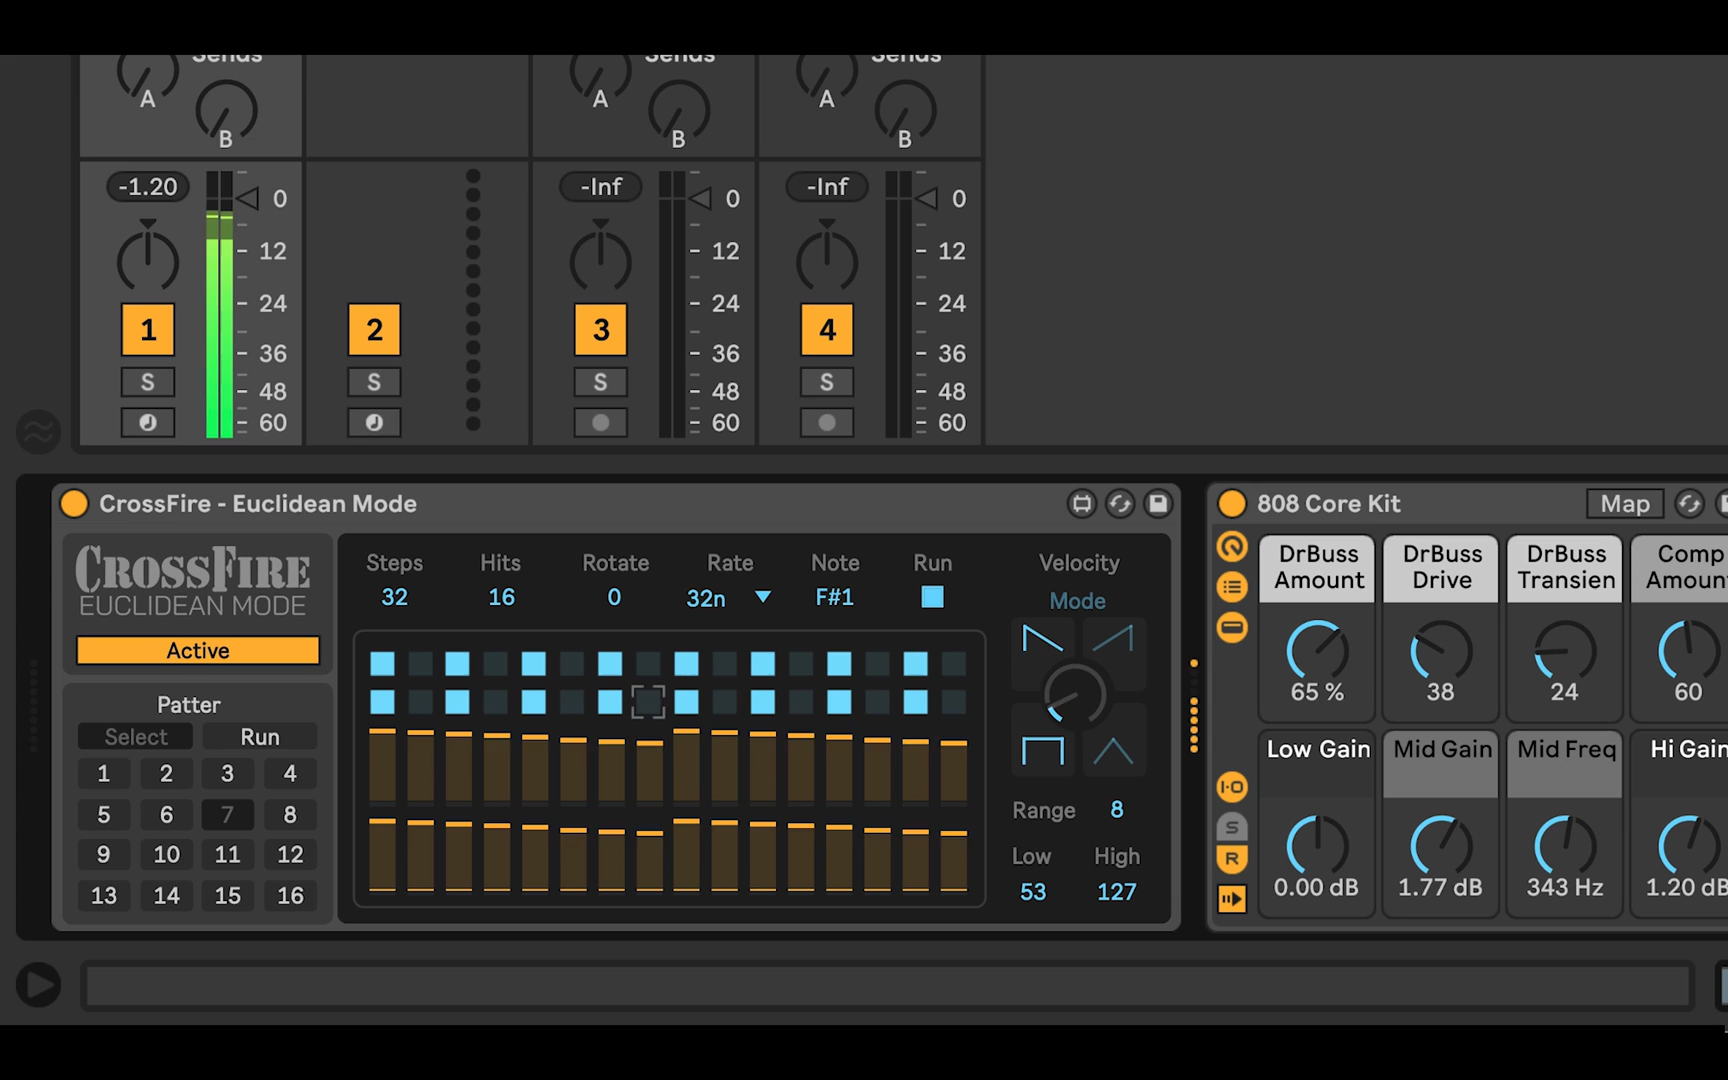 Sends Sends Sends
A A A
B B B
-1.20 -Inf -Inf
0 0 0
12 12 12
24 24 24
1 2 3 4
36 36 36
S S S S
48 48 48
60 60 60
CrossFire - Euclidean Mode
808 Core Kit Map
CROSSFIRE
EUCLIDEAN MODE
Active
Patter
Select Run
1 2 3 4
5 6 7 8
9 10 11 12
13 14 15 16
Steps Hits Rotate Rate Note Run
32 16 0 32n F#1
Velocity
Mode
Range 8
Low High
53 127
I-O
S
R
DrBuss Amount
DrBuss Drive
DrBuss Transien
Comp Amoun
65 % 38 24 60
Low Gain Mid Gain Mid Freq Hi Gain
0.00 dB 1.77 dB 343 Hz 1.20 dB